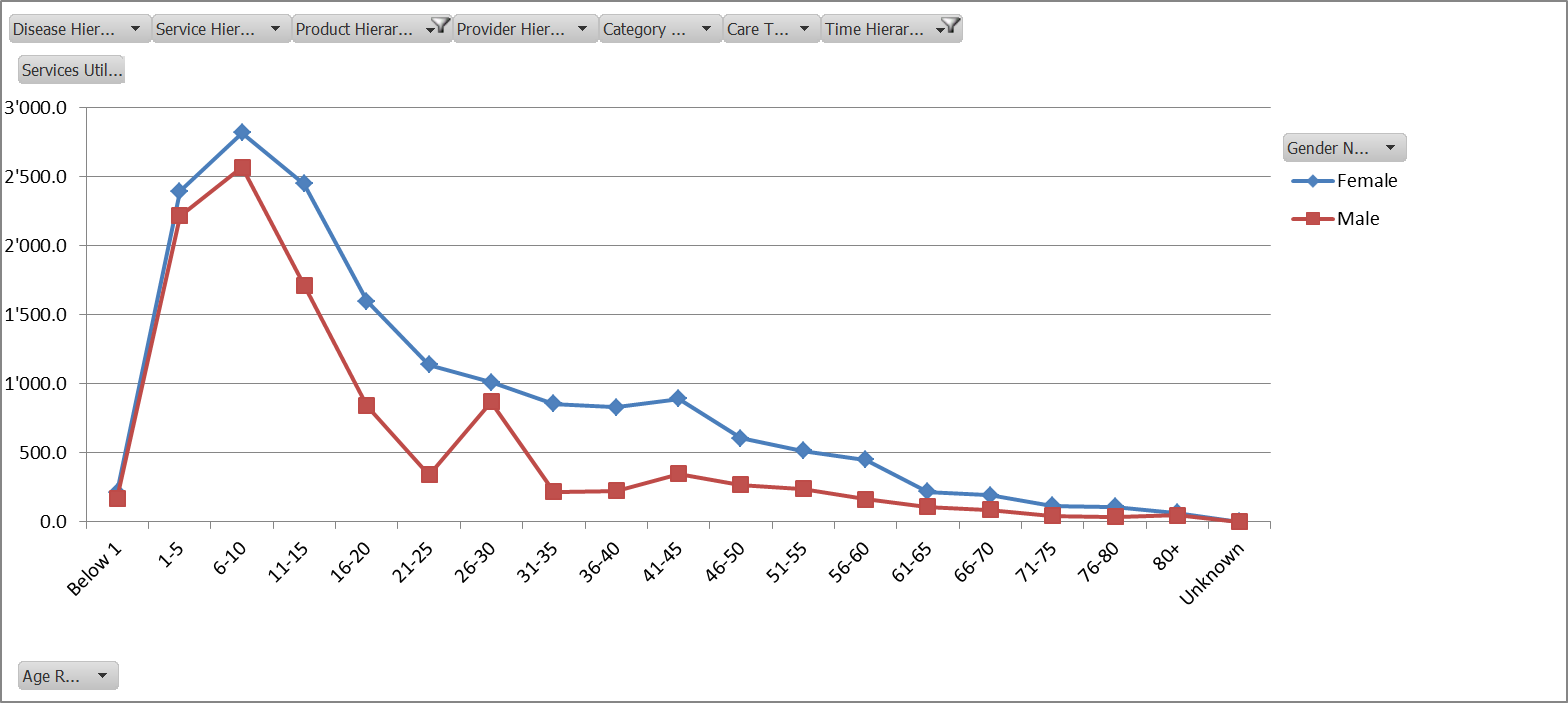 Disease Hier... Service Hier... Product Hierar... Provider Hier... Category ... Care T... Time Hierar...
Services Util...
3'000.0
2'500.0
2'000.0
1'500.0
1'000.0
500.0
0.0
Below 1 1-5 6-10 11-15 16-20 21-25 26-30 31-35 36-40 41-45 46-50 51-55 56-60 61-65 66-70 71-75 76-80 80+ Unknown
Gender N...
Female
Male
Age R...